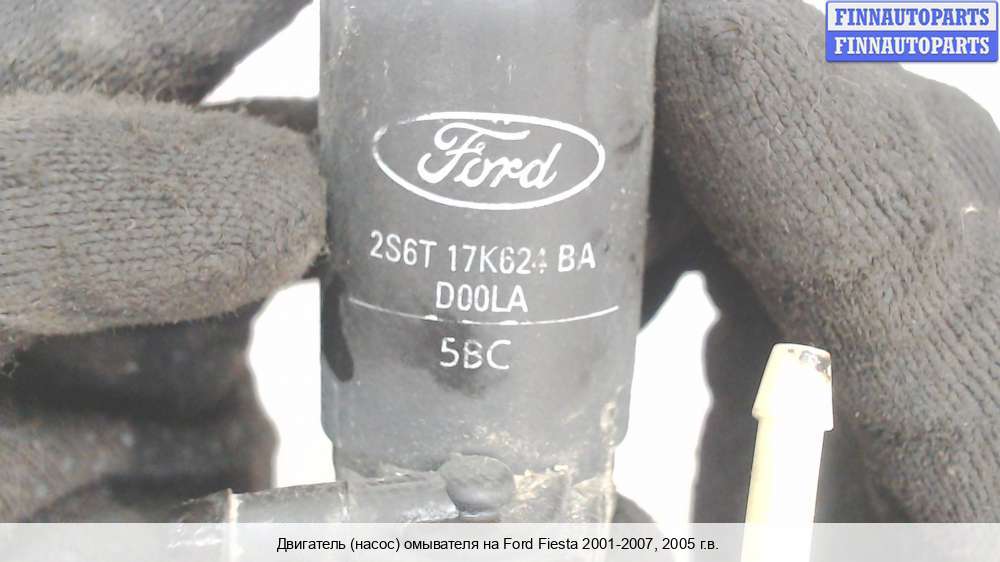 FINNAUTOPARTS
FINNAUTOPARTS
Ford
2S6T 17K624 BA
D00LA
5BC
Двигатель (насос) омывателя на Ford Fiesta 2001-2007, 2005 г.в.